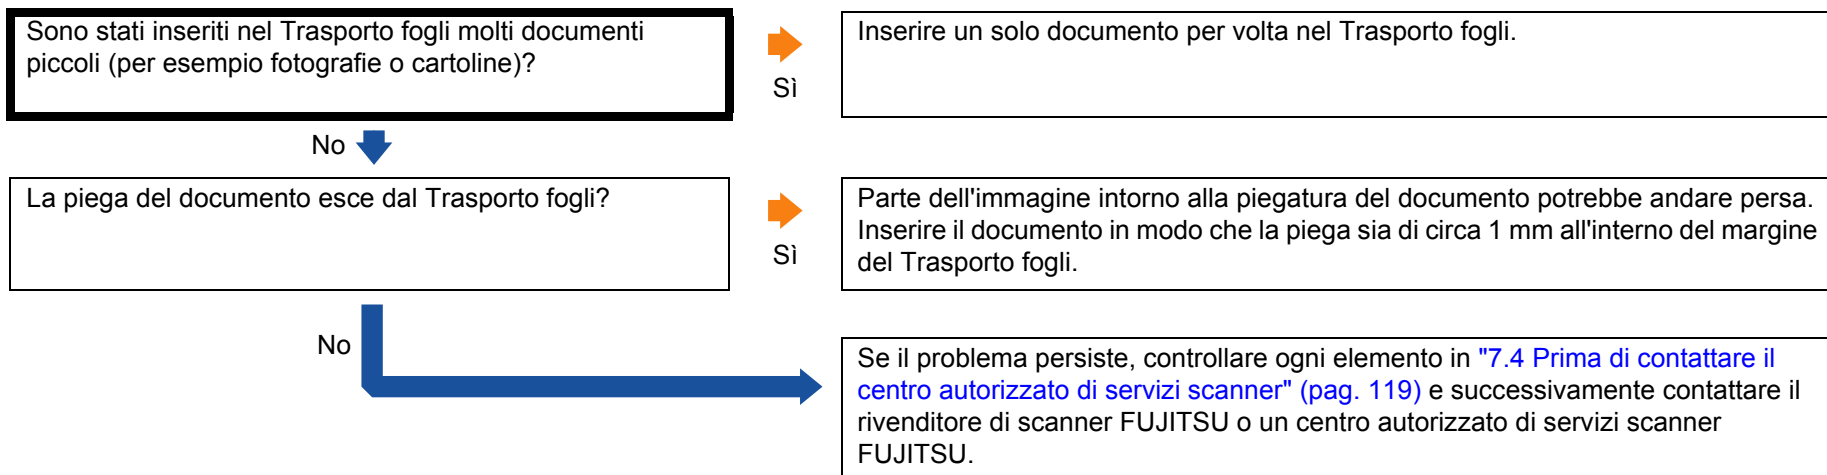 Sono stati inseriti nel Trasporto fogli molti documenti
piccoli (per esempio fotografie o cartoline)?
Sì
Inserire un solo documento per volta nel Trasporto fogli.
No
La piega del documento esce dal Trasporto fogli?
Sì
Parte dell'immagine intorno alla piegatura del documento potrebbe andare persa.
Inserire il documento in modo che la piega sia di circa 1 mm all'interno del margine
del Trasporto fogli.
No
Se il problema persiste, controllare ogni elemento in "7.4 Prima di contattare il
centro autorizzato di servizi scanner" (pag. 119) e successivamente contattare il
rivenditore di scanner FUJITSU o un centro autorizzato di servizi scanner
FUJITSU.